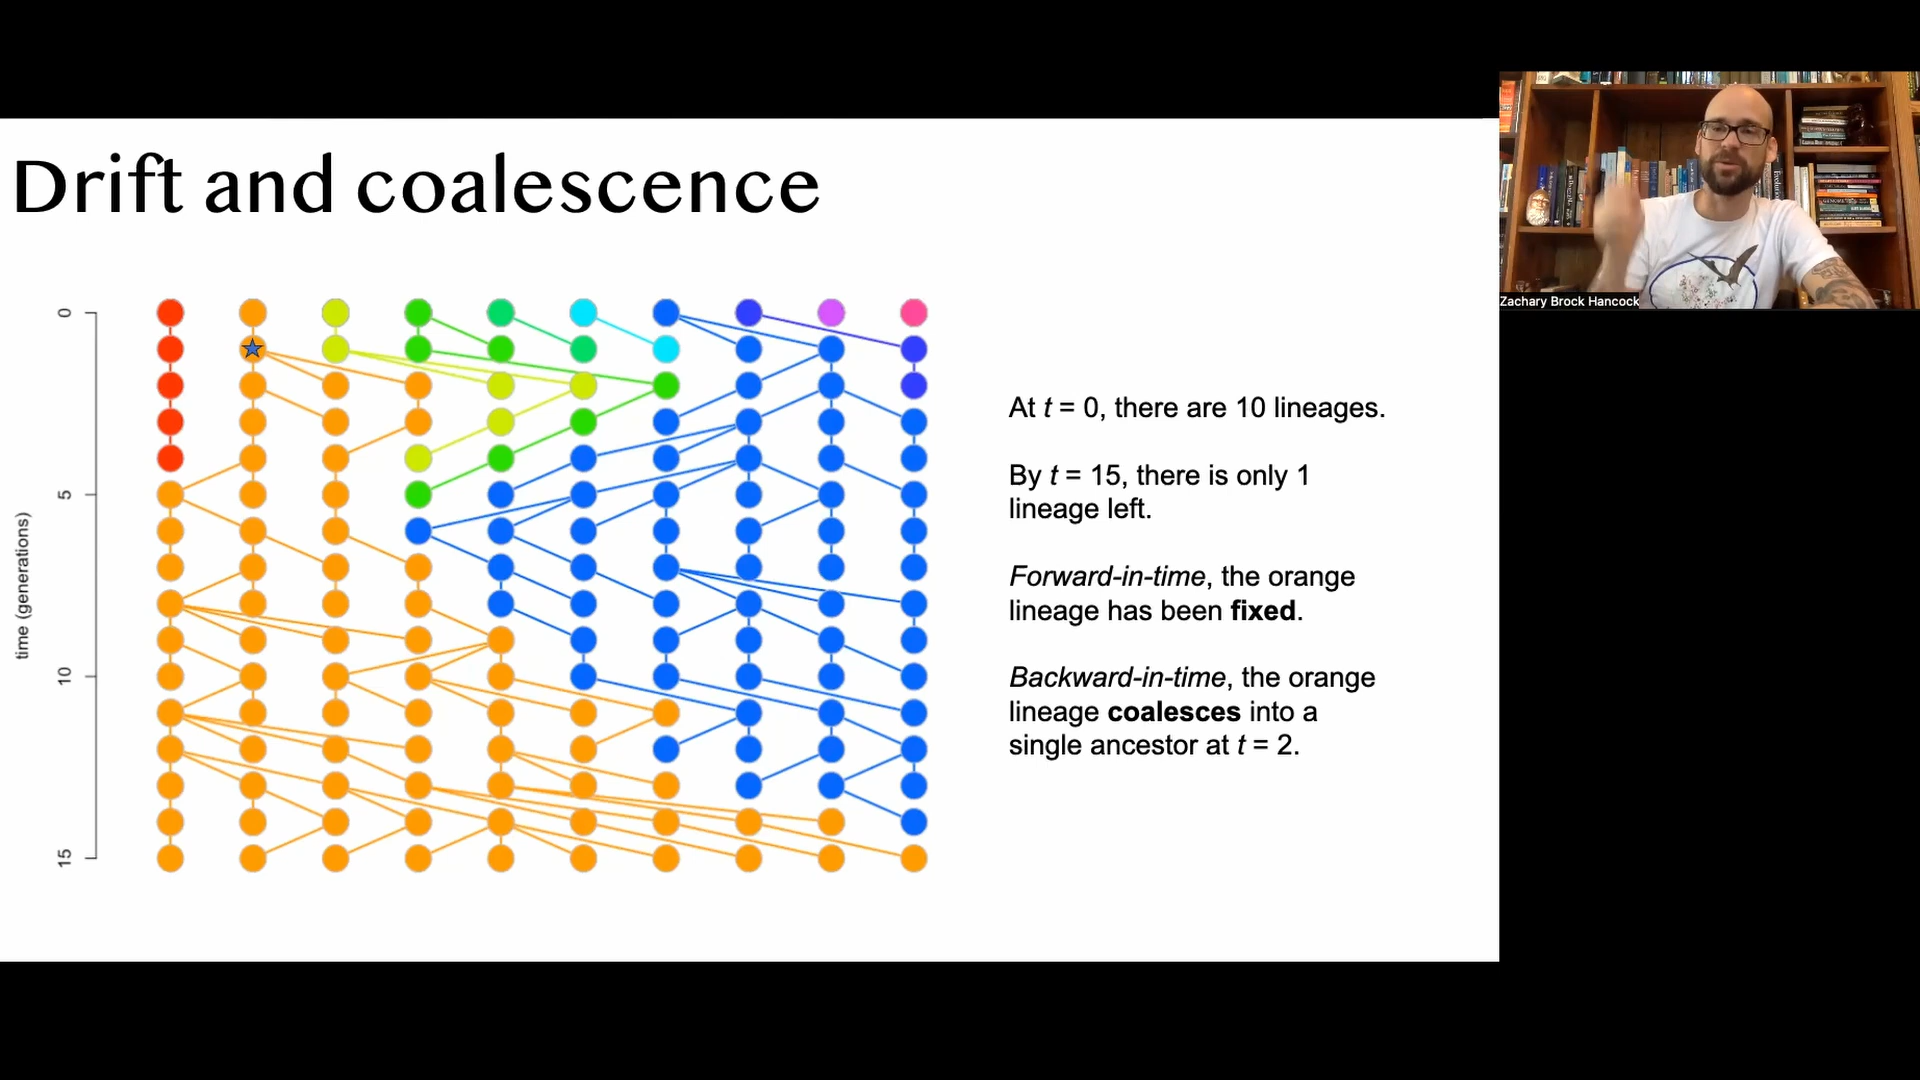 Drift and coalescence
Zachary Brock Hancock
0
5
10
15
time (generations)
At t = 0, there are 10 lineages.
By t = 15, there is only 1
lineage left.
Forward-in-time, the orange
lineage has been fixed.
Backward-in-time, the orange
lineage coalesces into a
single ancestor at t = 2.